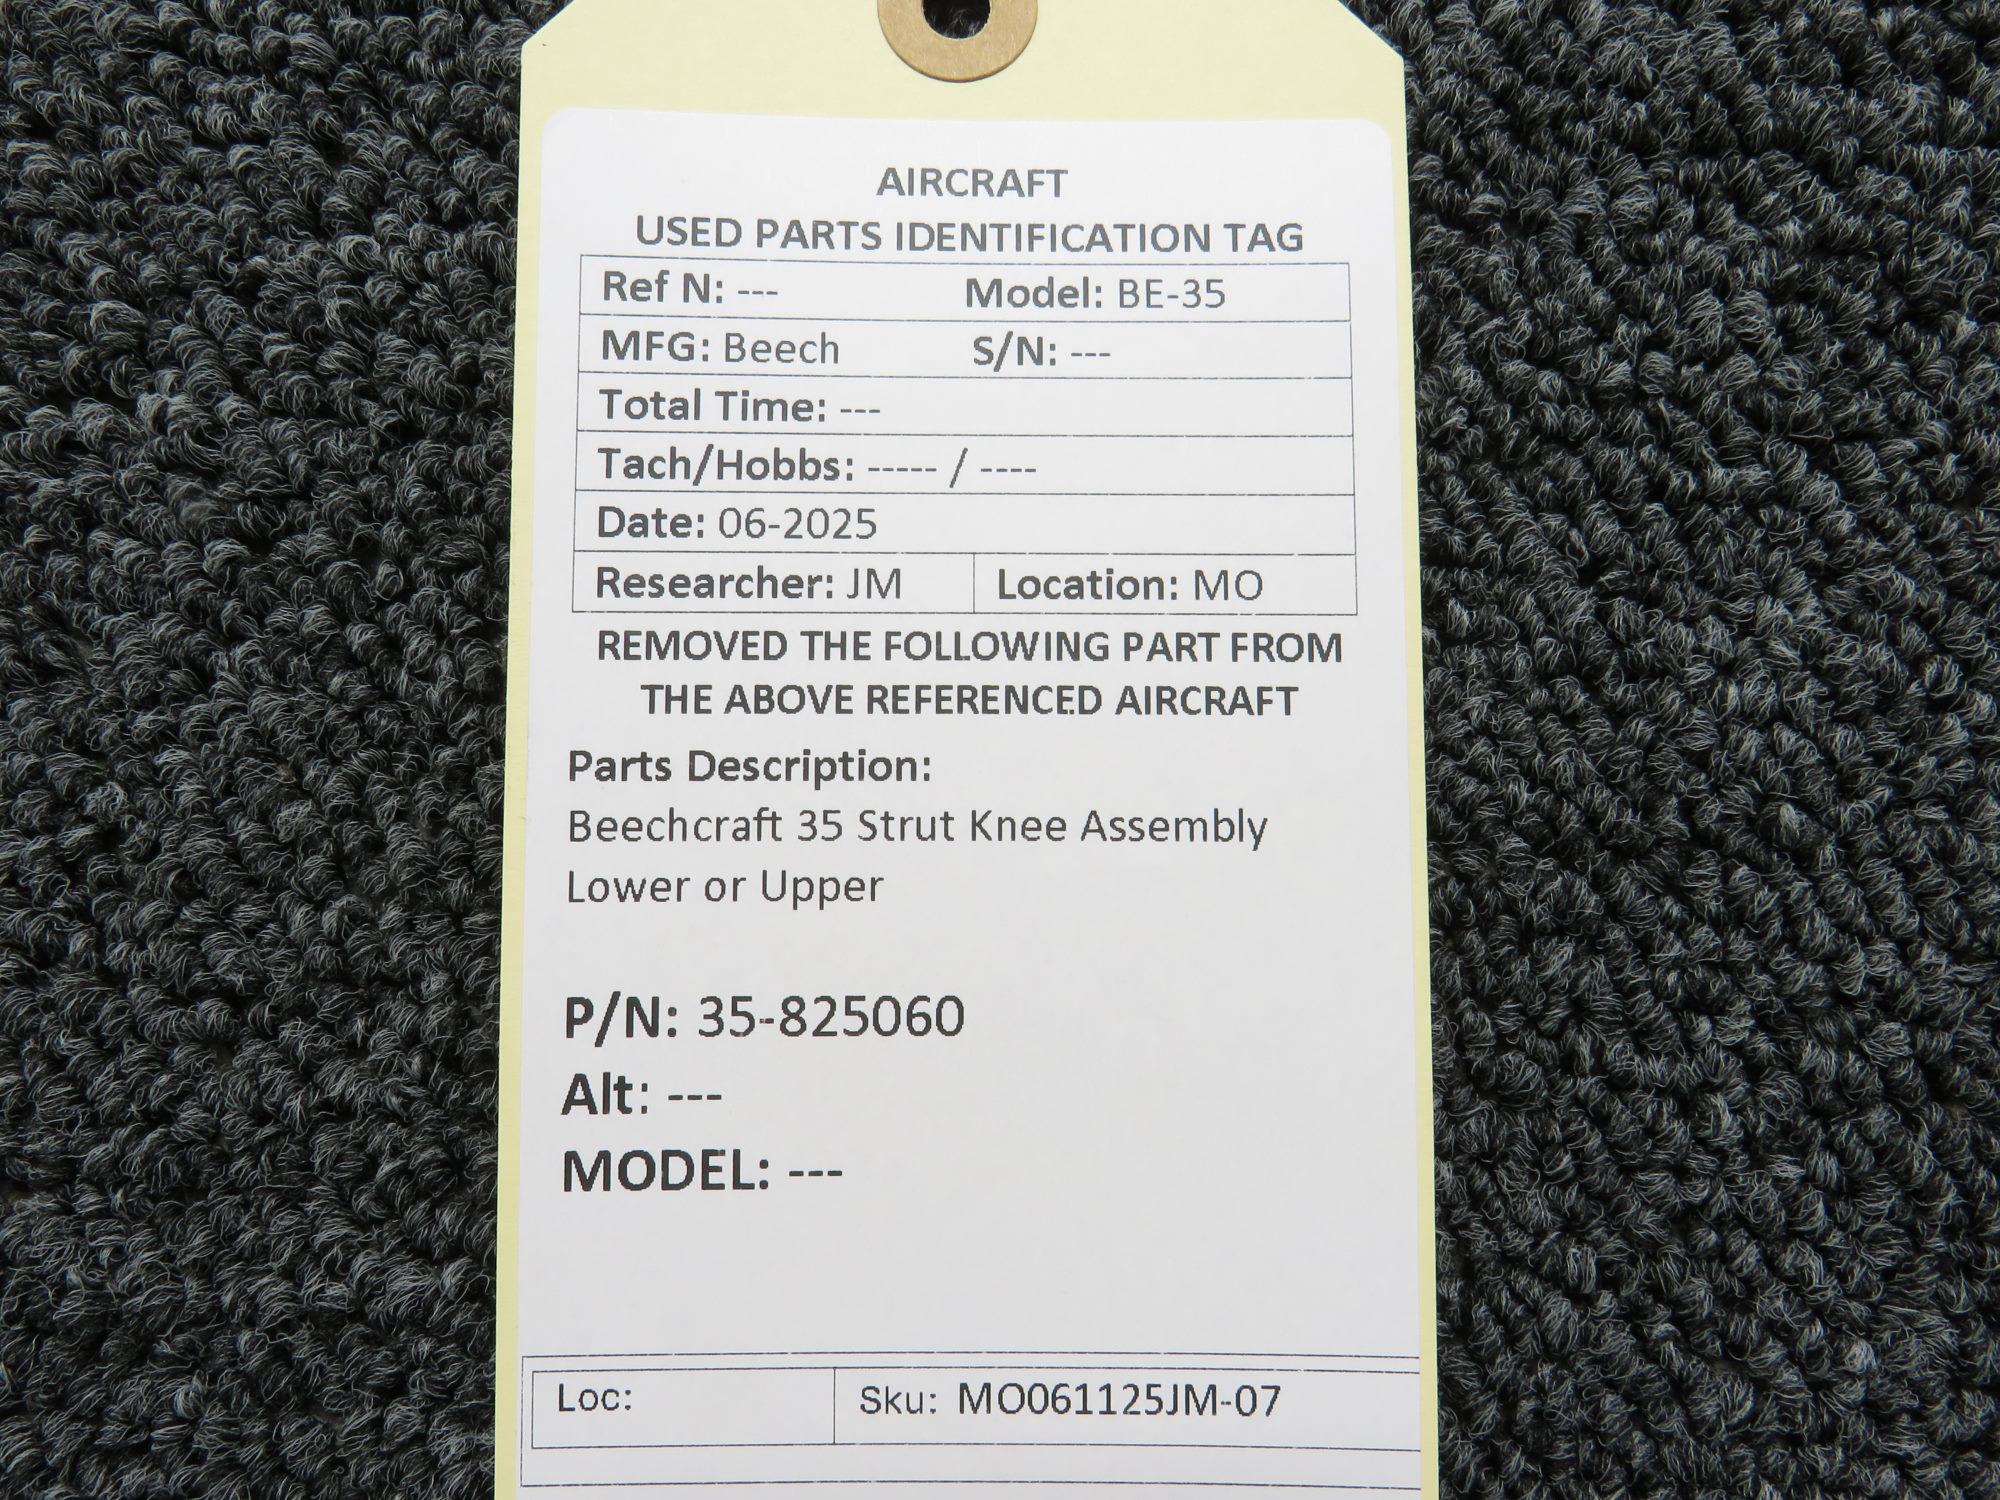 AIRCRAFT
USED PARTS IDENTIFICATION TAG
Ref N: --- Model: BE-35
MFG: Beech S/N: ---
Total Time: ---
Tach/Hobbs: ----- / ----
Date: 06-2025
Researcher: JM Location: MO
REMOVED THE FOLLOWING PART FROM
THE ABOVE REFERENCED AIRCRAFT
Parts Description:
Beechcraft 35 Strut Knee Assembly
Lower or Upper
P/N: 35-825060
Alt: ---
MODEL: ---
Loc: Sku: MO061125JM-07